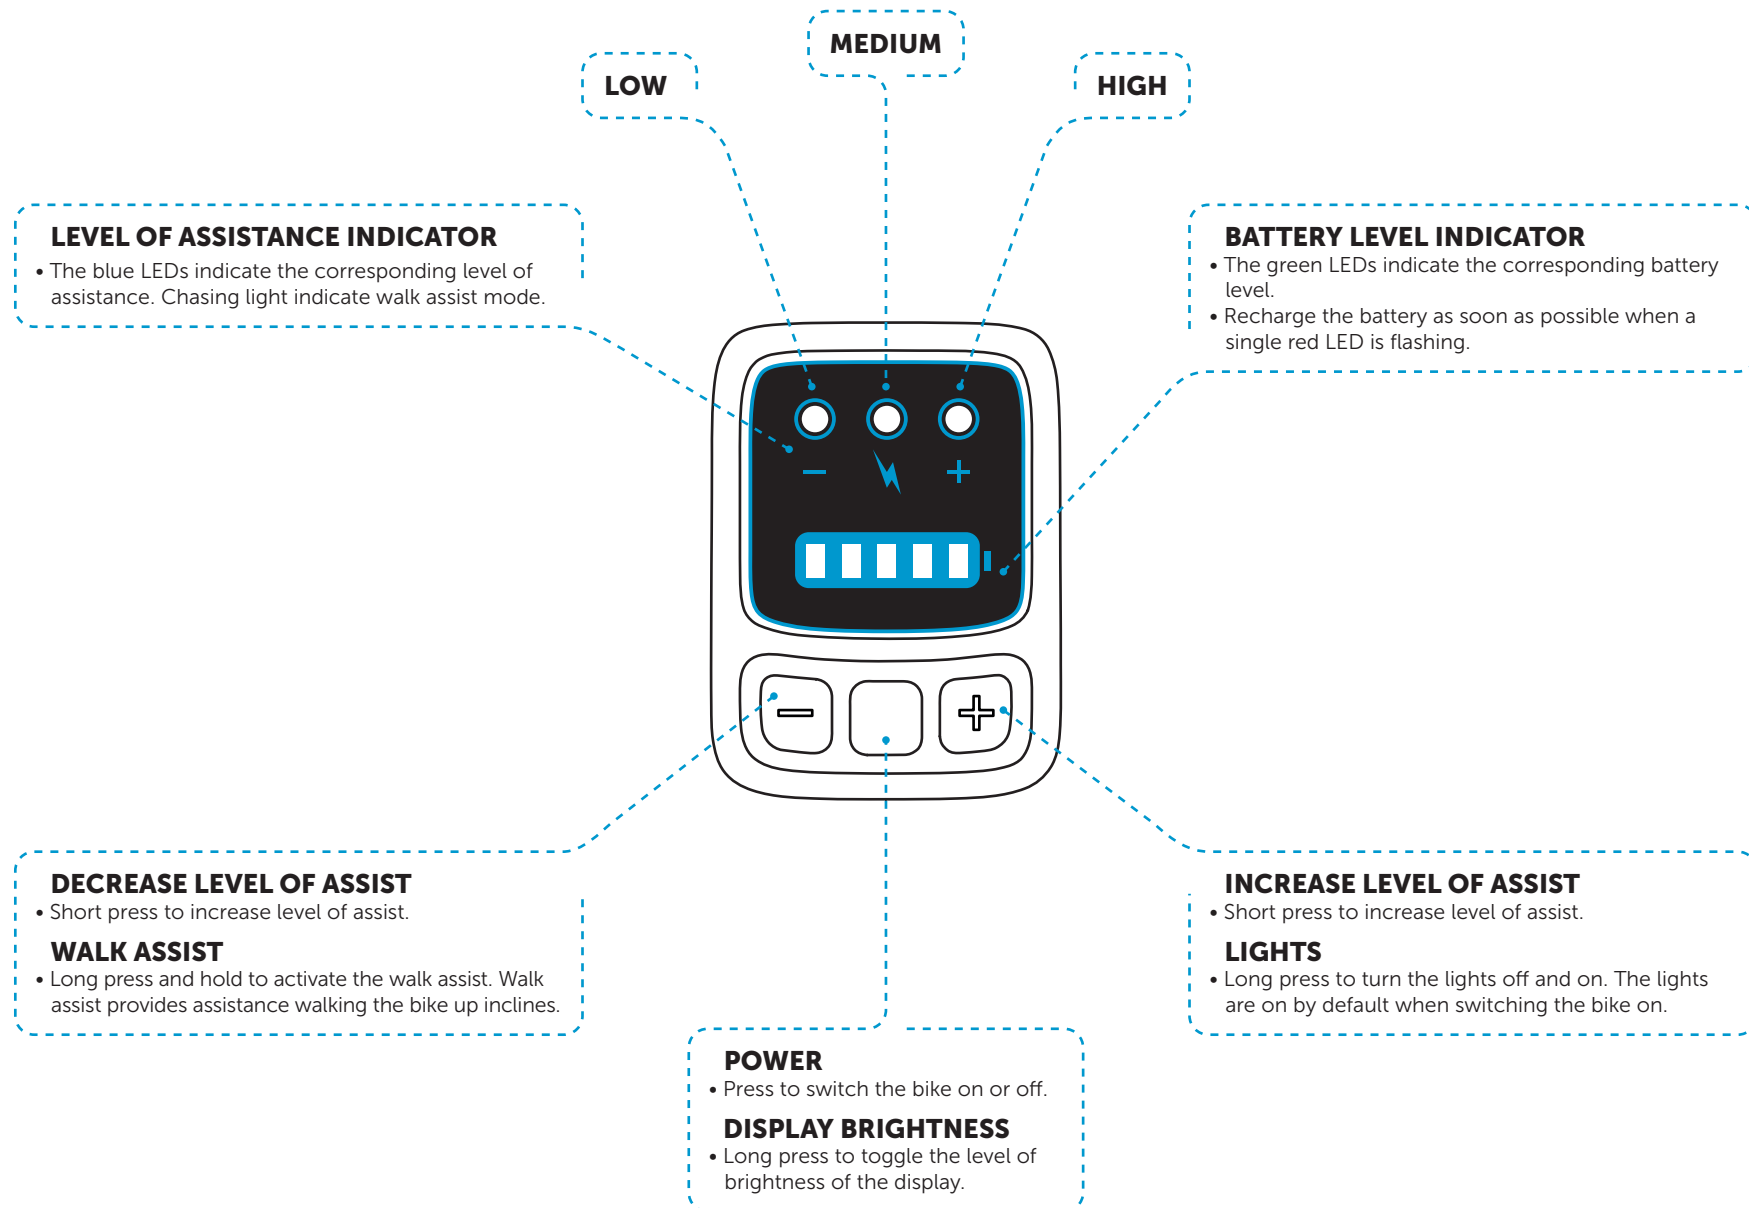 MEDIUM
LOW
HIGH
LEVEL OF ASSISTANCE INDICATOR
• The blue LEDs indicate the corresponding level of
assistance. Chasing light indicate walk assist mode.
BATTERY LEVEL INDICATOR
• The green LEDs indicate the corresponding battery
level.
• Recharge the battery as soon as possible when a
single red LED is flashing.
DECREASE LEVEL OF ASSIST
• Short press to increase level of assist.
WALK ASSIST
• Long press and hold to activate the walk assist. Walk
assist provides assistance walking the bike up inclines.
INCREASE LEVEL OF ASSIST
• Short press to increase level of assist.
LIGHTS
• Long press to turn the lights off and on. The lights
are on by default when switching the bike on.
POWER
• Press to switch the bike on or off.
DISPLAY BRIGHTNESS
• Long press to toggle the level of
brightness of the display.